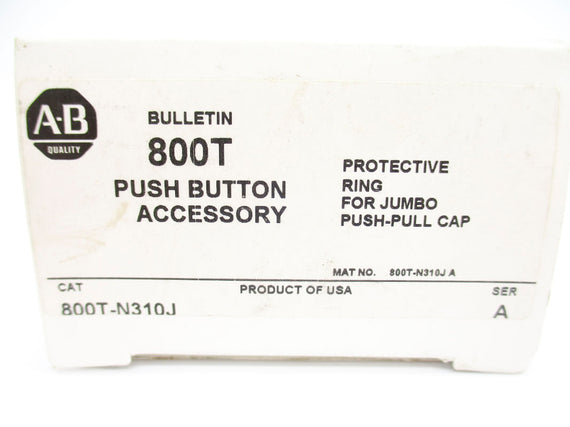 A-B
QUALITY
BULLETIN
800T
PUSH BUTTON
ACCESSORY
PROTECTIVE
RING
FOR JUMBO
PUSH-PULL CAP
MAT NO. 800T-N310J A
CAT
PRODUCT OF USA
SER
800T-N310J
A